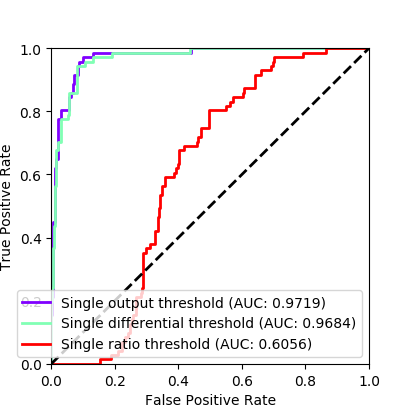 1.0
0.8
0.6
0.4
0.2
0.0
True Positive Rate
Single output threshold (AUC: 0.9719)
Single differential threshold (AUC: 0.9684)
Single ratio threshold (AUC: 0.6056)
0.0 0.2 0.4 0.6 0.8 1.0
False Positive Rate